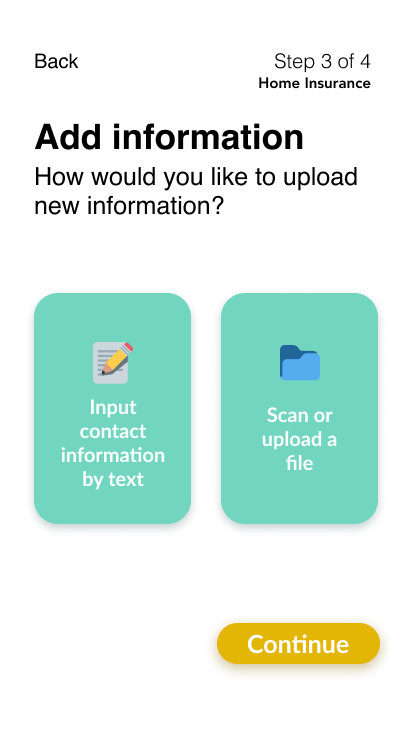 Back
Step 3 of 4
Home Insurance
Add information
How would you like to upload
new information?
Input
contact
information
by text
Scan or
upload a
file
Continue